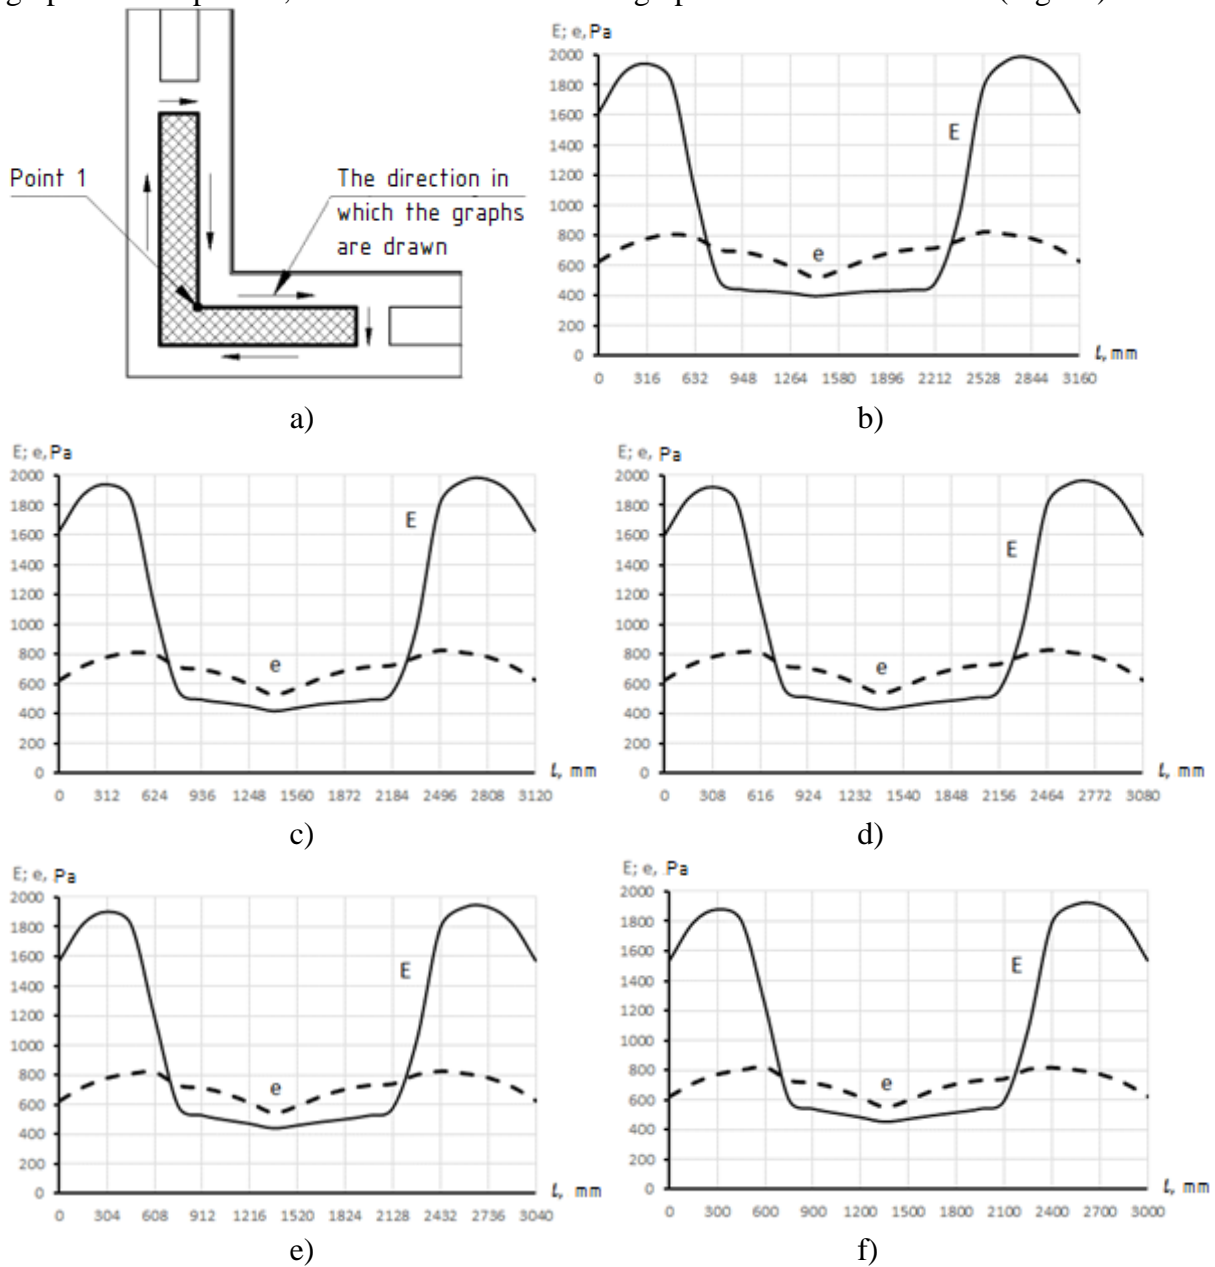 Point 1
The direction in
which the graphs
are drawn
a)
E; e, Pa
2000
1800
1600
1400
1200
1000
800
600
400
200
0
E
e
l, mm
0 316 632 948 1264 1580 1896 2212 2528 2844 3160
b)
E; e, Pa
2000
1800
1600
1400
1200
1000
800
600
400
200
0
E
e
l, mm
0 312 624 936 1248 1560 1872 2184 2496 2808 3120
c)
E; e, Pa
2000
1800
1600
1400
1200
1000
800
600
400
200
0
E
e
l, mm
0 308 616 924 1232 1540 1848 2156 2464 2772 3080
d)
E; e, Pa
2000
1800
1600
1400
1200
1000
800
600
400
200
0
E
e
l, mm
0 304 608 912 1216 1520 1824 2128 2432 2736 3040
e)
E; e, Pa
2000
1800
1600
1400
1200
1000
800
600
400
200
0
E
e
l, mm
0 300 600 900 1200 1500 1800 2100 2400 2700 3000
f)